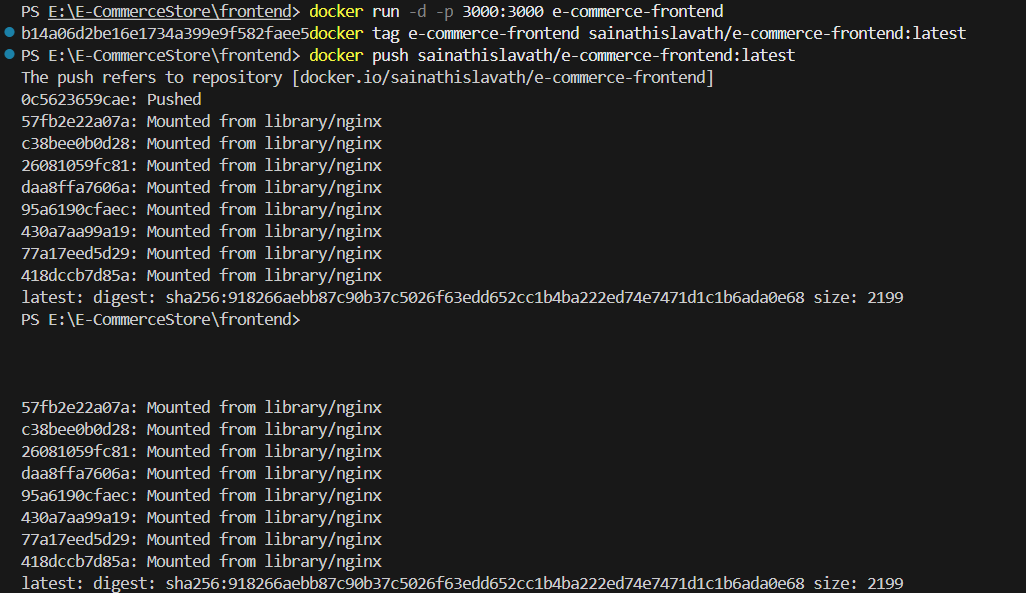 PS E:\E-CommerceStore\frontend> docker run -d -p 3000:3000 e-commerce-frontend
b14a06d2be16e1734a399e9f582faee5docker tag e-commerce-frontend sainathislavath/e-commerce-frontend:latest
PS E:\E-CommerceStore\frontend> docker push sainathislavath/e-commerce-frontend:latest
The push refers to repository [docker.io/sainathislavath/e-commerce-frontend]
0c5623659cae: Pushed
57fb2e22a07a: Mounted from library/nginx
c38bee0b0d28: Mounted from library/nginx
26081059fc81: Mounted from library/nginx
daa8ffa7606a: Mounted from library/nginx
95a6190cfaec: Mounted from library/nginx
430a7aa99a19: Mounted from library/nginx
77a17eed5d29: Mounted from library/nginx
418dccb7d85a: Mounted from library/nginx
latest: digest: sha256:918266aebb87c90b37c5026f63edd652cc1b4ba222ed74e7471d1c1b6ada0e68 size: 2199
PS E:\E-CommerceStore\frontend>
57fb2e22a07a: Mounted from library/nginx
c38bee0b0d28: Mounted from library/nginx
26081059fc81: Mounted from library/nginx
daa8ffa7606a: Mounted from library/nginx
95a6190cfaec: Mounted from library/nginx
430a7aa99a19: Mounted from library/nginx
77a17eed5d29: Mounted from library/nginx
418dccb7d85a: Mounted from library/nginx
latest: digest: sha256:918266aebb87c90b37c5026f63edd652cc1b4ba222ed74e7471d1c1b6ada0e68 size: 2199